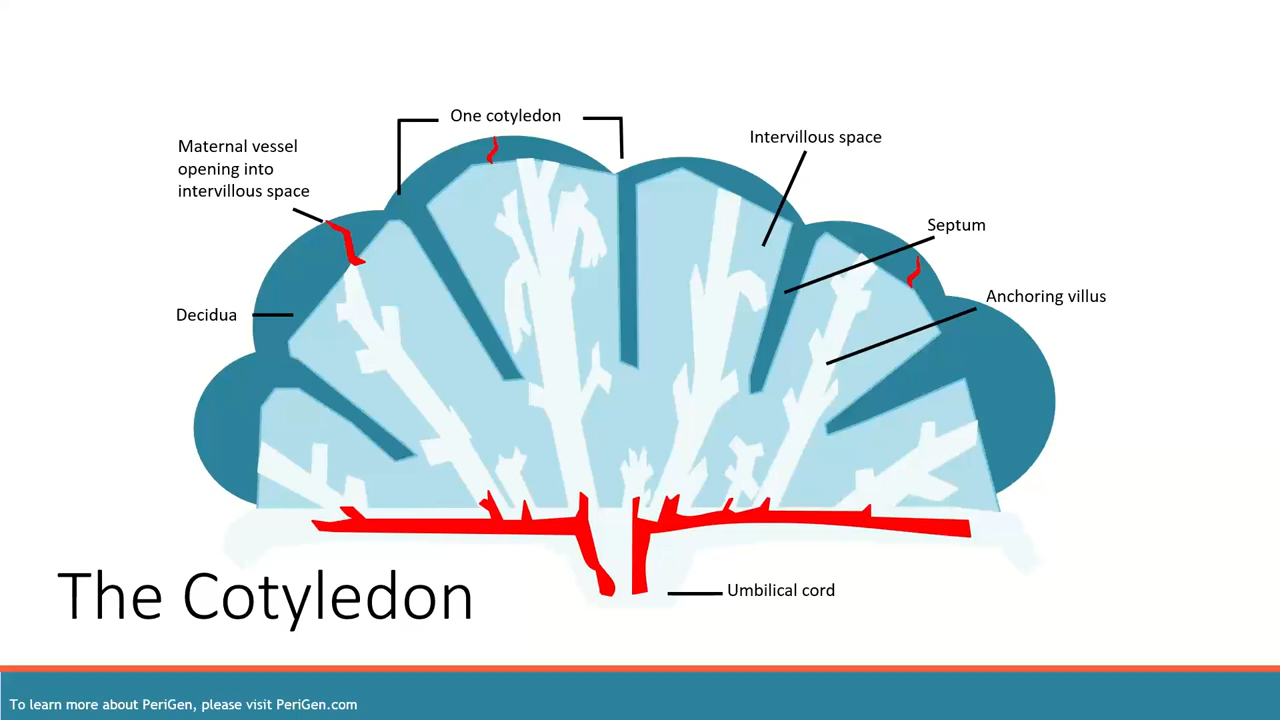 One cotyledon
Maternal vessel
opening into
intervillous space
Intervillous space
Septum
Anchoring villus
Decidua
Umbilical cord
The Cotyledon
To learn more about PeriGen, please visit PeriGen.com